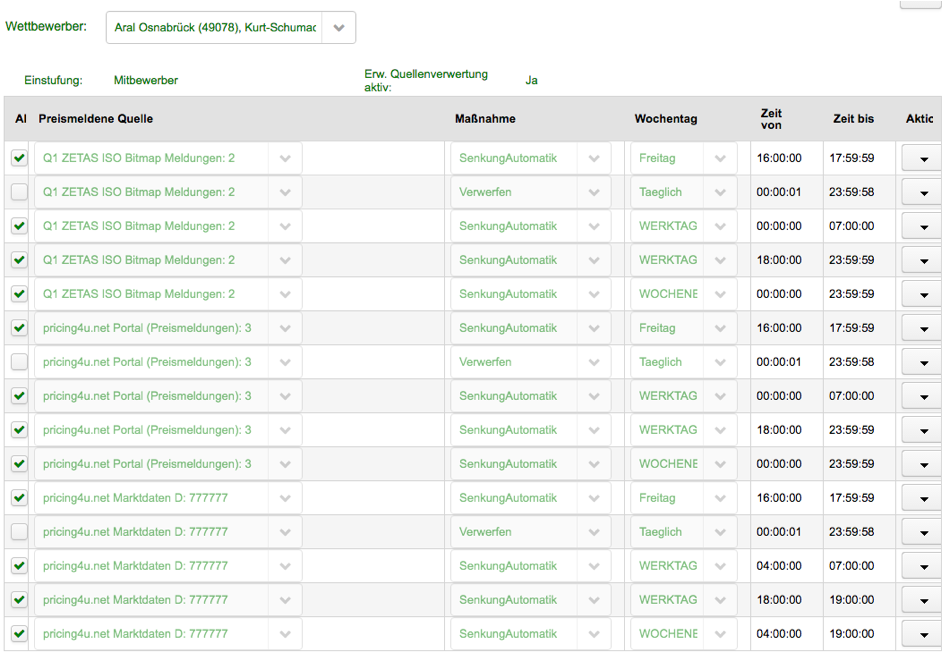 Wettbewerber: Aral Osnabrück (49078), Kurt-Schumac
Einstufung: Mitbewerber Erw. Quellenverwertung aktiv: Ja
Al Preismeldene Quelle Maßnahme Wochentag Zeit von Zeit bis Aktic
Q1 ZETAS ISO Bitmap Meldungen: 2 SenkungAutomatik Freitag 16:00:00 17:59:59
Q1 ZETAS ISO Bitmap Meldungen: 2 Verwerfen Taeglich 00:00:01 23:59:58
Q1 ZETAS ISO Bitmap Meldungen: 2 SenkungAutomatik WERKTAG 00:00:00 07:00:00
Q1 ZETAS ISO Bitmap Meldungen: 2 SenkungAutomatik WERKTAG 18:00:00 23:59:59
Q1 ZETAS ISO Bitmap Meldungen: 2 SenkungAutomatik WOCHENE 00:00:00 23:59:59
pricing4u.net Portal (Preismeldungen): 3 SenkungAutomatik Freitag 16:00:00 17:59:59
pricing4u.net Portal (Preismeldungen): 3 Verwerfen Taeglich 00:00:01 23:59:58
pricing4u.net Portal (Preismeldungen): 3 SenkungAutomatik WERKTAG 00:00:00 07:00:00
pricing4u.net Portal (Preismeldungen): 3 SenkungAutomatik WERKTAG 18:00:00 23:59:59
pricing4u.net Portal (Preismeldungen): 3 SenkungAutomatik WOCHENE 00:00:00 23:59:59
pricing4u.net Marktdaten D: 777777 SenkungAutomatik Freitag 16:00:00 17:59:59
pricing4u.net Marktdaten D: 777777 Verwerfen Taeglich 00:00:01 23:59:58
pricing4u.net Marktdaten D: 777777 SenkungAutomatik WERKTAG 04:00:00 07:00:00
pricing4u.net Marktdaten D: 777777 SenkungAutomatik WERKTAG 18:00:00 19:00:00
pricing4u.net Marktdaten D: 777777 SenkungAutomatik WOCHENE 04:00:00 19:00:00